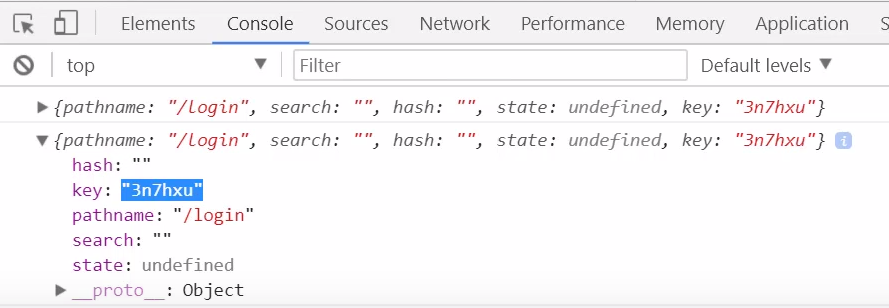 Elements Console Sources Network Performance Memory Application
top Filter Default levels
{pathname: "/login", search: "", hash: "", state: undefined, key: "3n7hxu"}
{pathname: "/login", search: "", hash: "", state: undefined, key: "3n7hxu"} i
hash: ""
key: "3n7hxu"
pathname: "/login"
search: ""
state: undefined
__proto__: Object